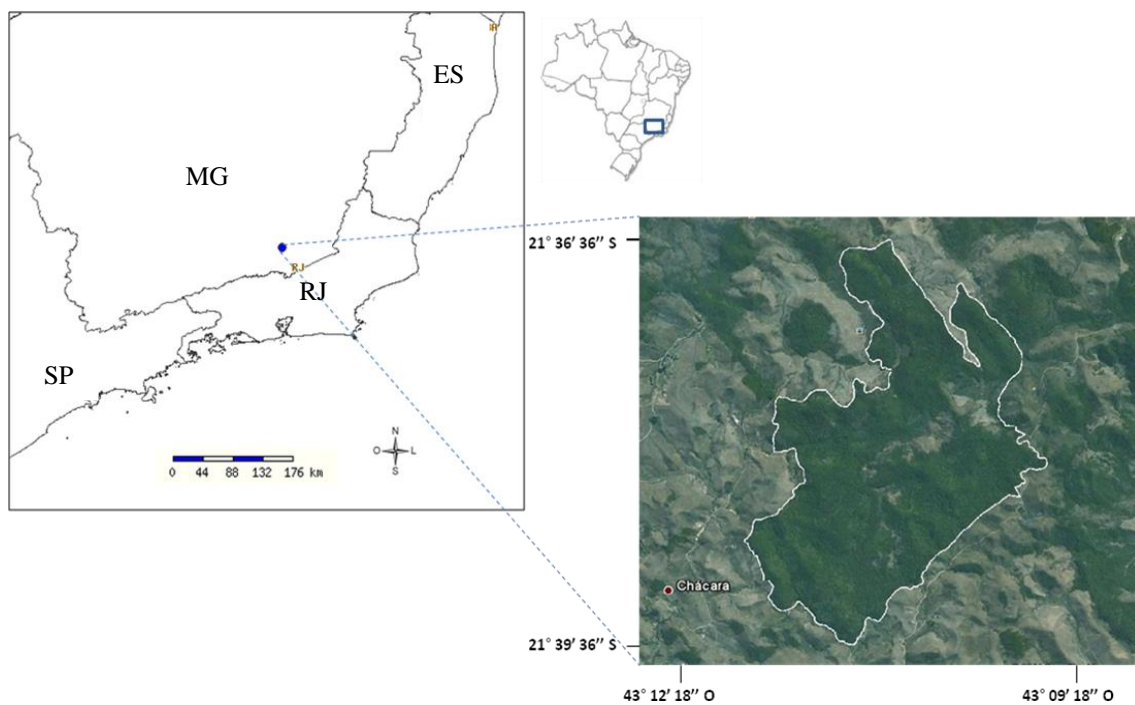 ES
MG
RJ
RJ
SP
N
O L
S
0 44 88 132 176 km
21° 36’ 36’’ S
Chácara
21° 39’ 36’’ S
43° 12’ 18’’ O 43° 09’ 18’’ O